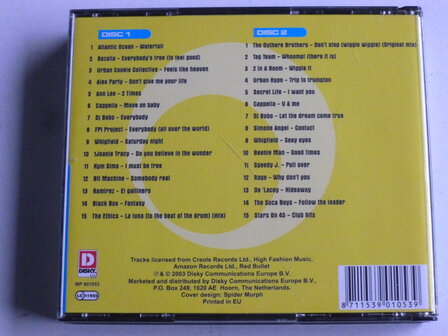 DISC 1
1 Atlantic Ocean - Waterfall
2 Rozalla - Everybody's free (to feel good)
3 Urban Cookie Collective - Feels like heaven
4 Alex Party - Don't give me your life
5 Ann Lee - 2 Times
6 Cappella - Move on baby
7 Dj Bobo - Everybody
8 FPI Project - Everybody (all over the world)
9 Whigfield - Saturday night
10 Jeanie Tracy - Do you believe in the wonder
11 Kym Sims - I must be free
12 Bit Machine - Somebody real
13 Ramirez - El gallinero
14 Black Box - Fantasy
15 The Ethics - La luna (to the beat of the drum) (mix)
DISC 2
1 The Outhere Brothers - Don't stop (wiggle wiggle) (Original mix)
2 Tag Team - Whoomp! (there it is)
3 2 in A Room - Wiggle it
4 Urban Hype - Trip to trumpton
5 Secret Life - I want you
6 Cappella - U & me
7 Dj Bobo - Let the dream come true
8 Simone Angel - Contact
9 Whigfield - Sexy eyes
10 Beenie Man - Good times
11 Speedy J. - Pull over
12 Rage - Why don't you
13 De 'Lacey - Hideaway
14 The Soca Boys - Follow the leader
15 Stars On 45 - Club hits
Tracks licensed from Creole Records Ltd., High Fashion Music,
Amazon Records Ltd., Red Bullet
℗ & © 2003 Disky Communications Europe B.V.
Marketed and distributed by Disky Communications Europe B.V.,
P.O. Box 249, 1620 AE Hoorn, The Netherlands.
Cover design: Spider Murph
Printed in EU
D
DISKY
MP 901053
LC 11988
8 711539 010539